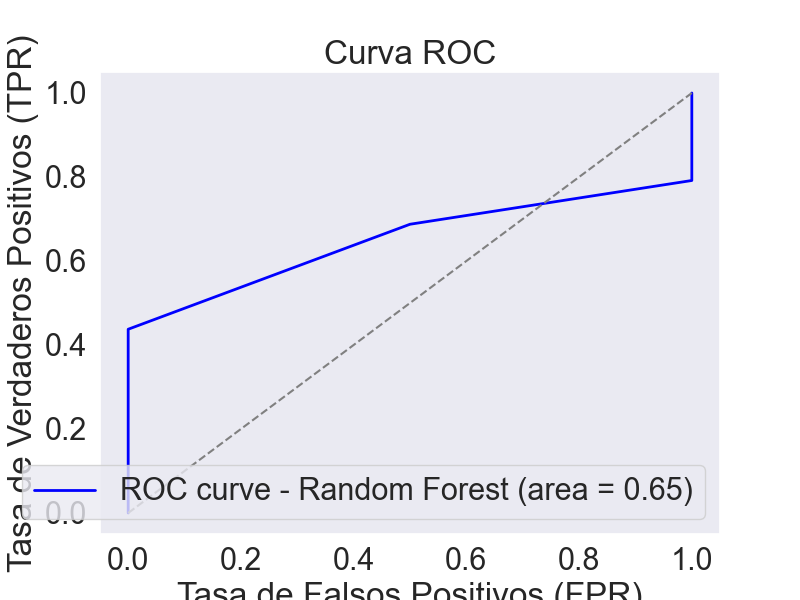 Curva ROC
Tasa de Verdaderos Positivos (TPR)
1.0
0.8
0.6
0.4
0.2
0.0
ROC curve - Random Forest (area = 0.65)
0.0 0.2 0.4 0.6 0.8 1.0
Tasa de Falsos Positivos (FPR)